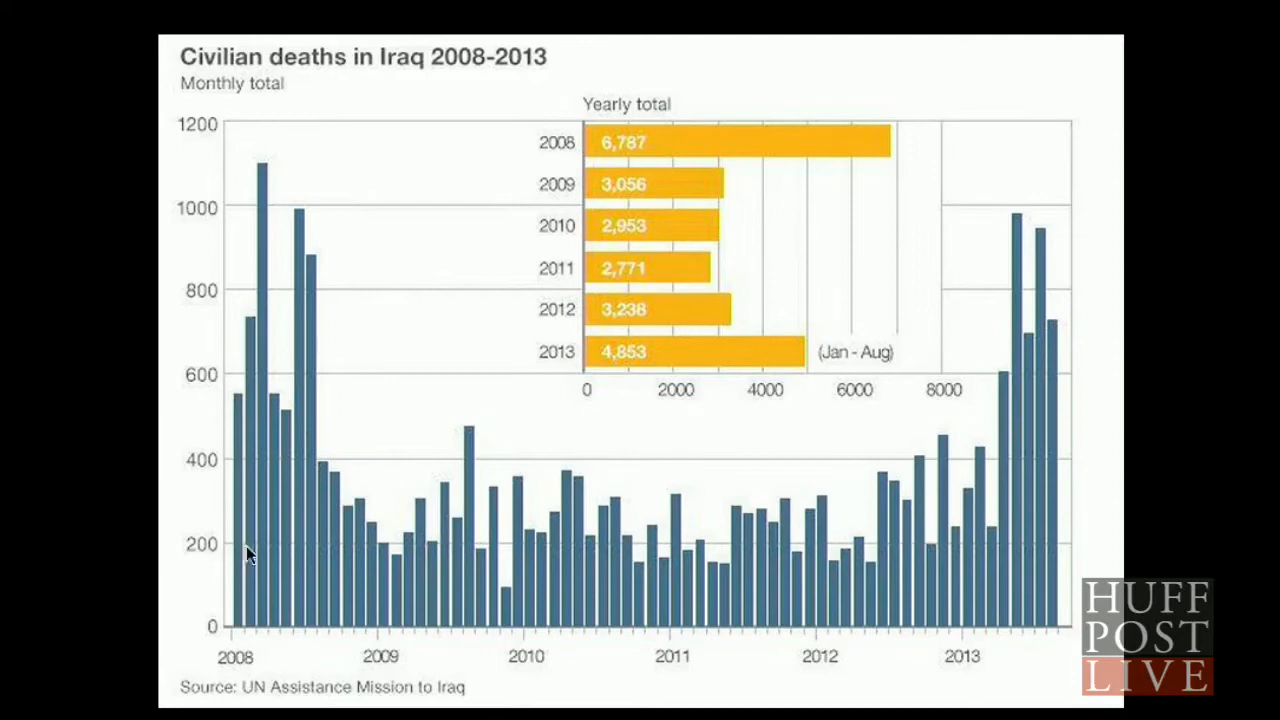 Civilian deaths in Iraq 2008-2013
Monthly total
Yearly total
1200
1000
800
600
400
200
0
2008 6,787
2009 3,056
2010 2,953
2011 2,771
2012 3,238
2013 4,853 (Jan - Aug)
0 2000 4000 6000 8000
2008 2009 2010 2011 2012 2013
Source: UN Assistance Mission to Iraq
HUFF
POST
LIVE